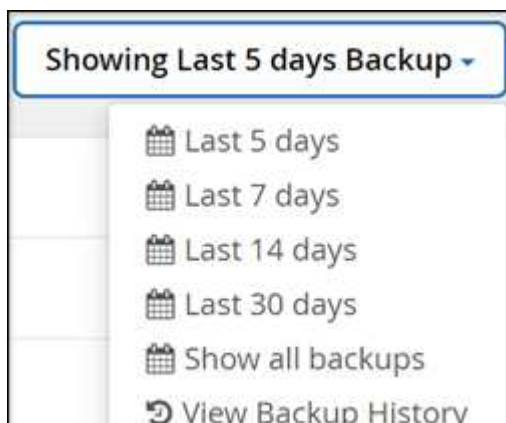 Showing Last 5 days Backup
Last 5 days
Last 7 days
Last 14 days
Last 30 days
Show all backups
View Backup History